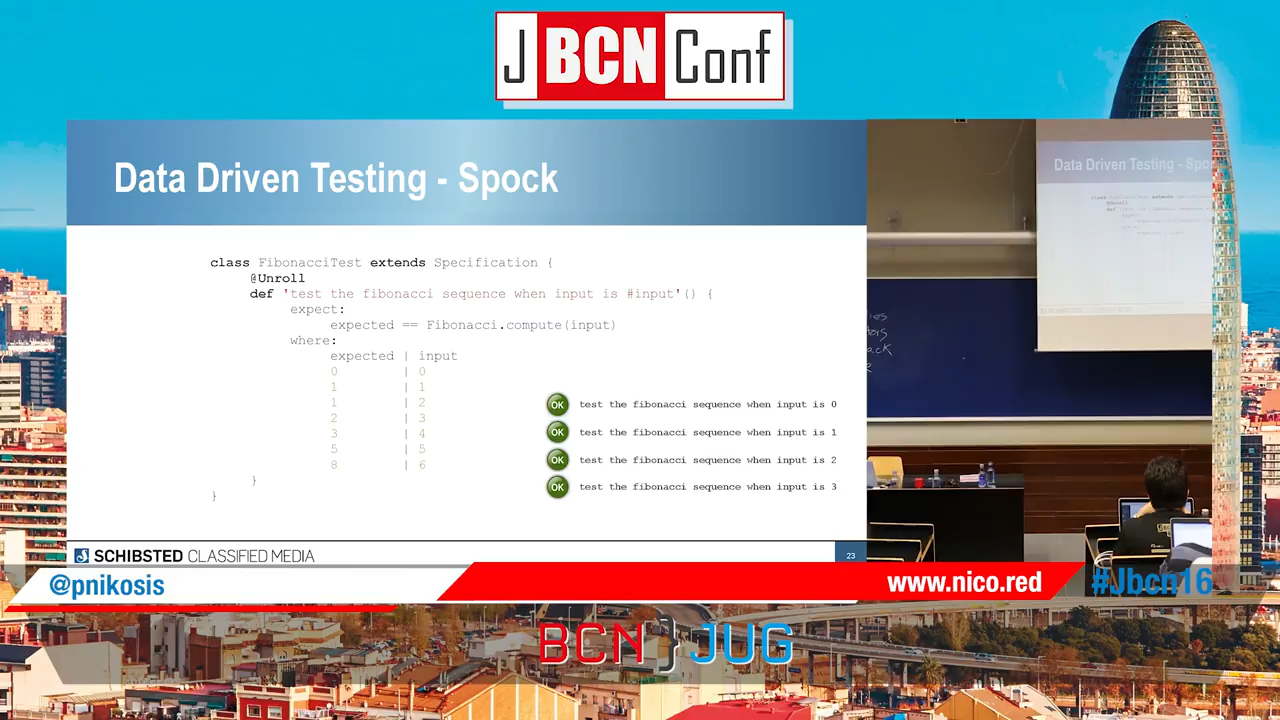 J BCN Conf
Data Driven Testing - Spock
class FibonacciTest extends Specification {
@Unroll
def 'test the fibonacci sequence when input is #input'() {
expect:
expected == Fibonacci.compute(input)
where:
expected | input
0 | 0
1 | 1
1 | 2
2 | 3
3 | 4
5 | 5
8 | 6
}
}
OK test the fibonacci sequence when input is 0
OK test the fibonacci sequence when input is 1
OK test the fibonacci sequence when input is 2
OK test the fibonacci sequence when input is 3
SCHIBSTED CLASSIFIED MEDIA
23
Data Driven Testing - Spoc
@pnikosis
www.nico.red
#Jbcn16
BCN JUG